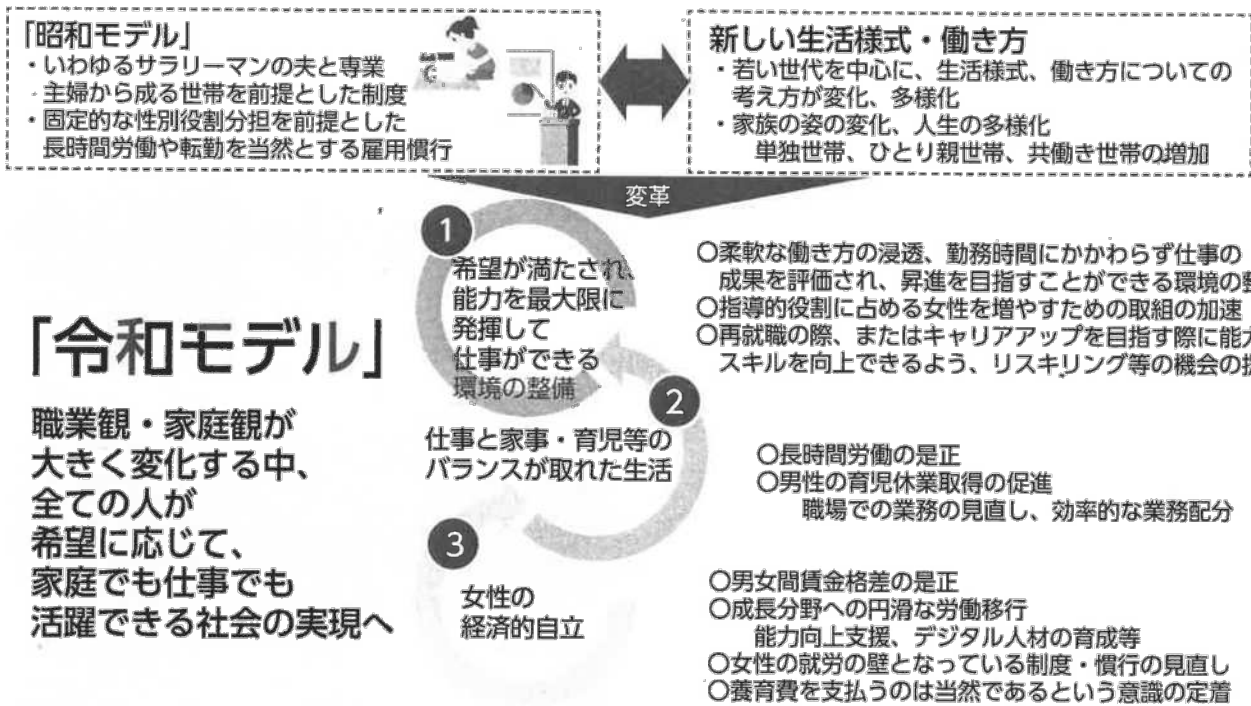 「昭和モデル」
・いわゆるサラリーマンの夫と専業
主婦から成る世帯を前提とした制度
・固定的な性別役割分担を前提とした
長時間労働や転勤を当然とする雇用慣行
新しい生活様式・働き方
・若い世代を中心に、生活様式、働き方についての
考え方が変化、多様化
・家族の姿の変化、人生の多様化
単独世帯、ひとり親世帯、共働き世帯の増加
変革
「令和モデル」
職業観・家庭観が
大きく変化する中、
全ての人が
希望に応じて、
家庭でも仕事でも
活躍できる社会の実現へ
1
希望が満たされ、
能力を最大限に
発揮して
仕事ができる
環境の整備
○柔軟な働き方の浸透、勤務時間にかかわらず仕事の
成果を評価され、昇進を目指すことができる環境の
○指導的役割に占める女性を増やすための取組の加速
○再就職の際、またはキャリアアップを目指す際に能
スキルを向上できるよう、リスキリング等の機会の
2
仕事と家事・育児等の
バランスが取れた生活
○長時間労働の是正
○男性の育児休業取得の促進
職場での業務の見直し、効率的な業務配分
3
女性の
経済的自立
○男女間賃金格差の是正
○成長分野への円滑な労働移行
能力向上支援、デジタル人材の育成等
○女性の就労の壁となっている制度・慣行の見直し
○養育費を支払うのは当然であるという意識の定着